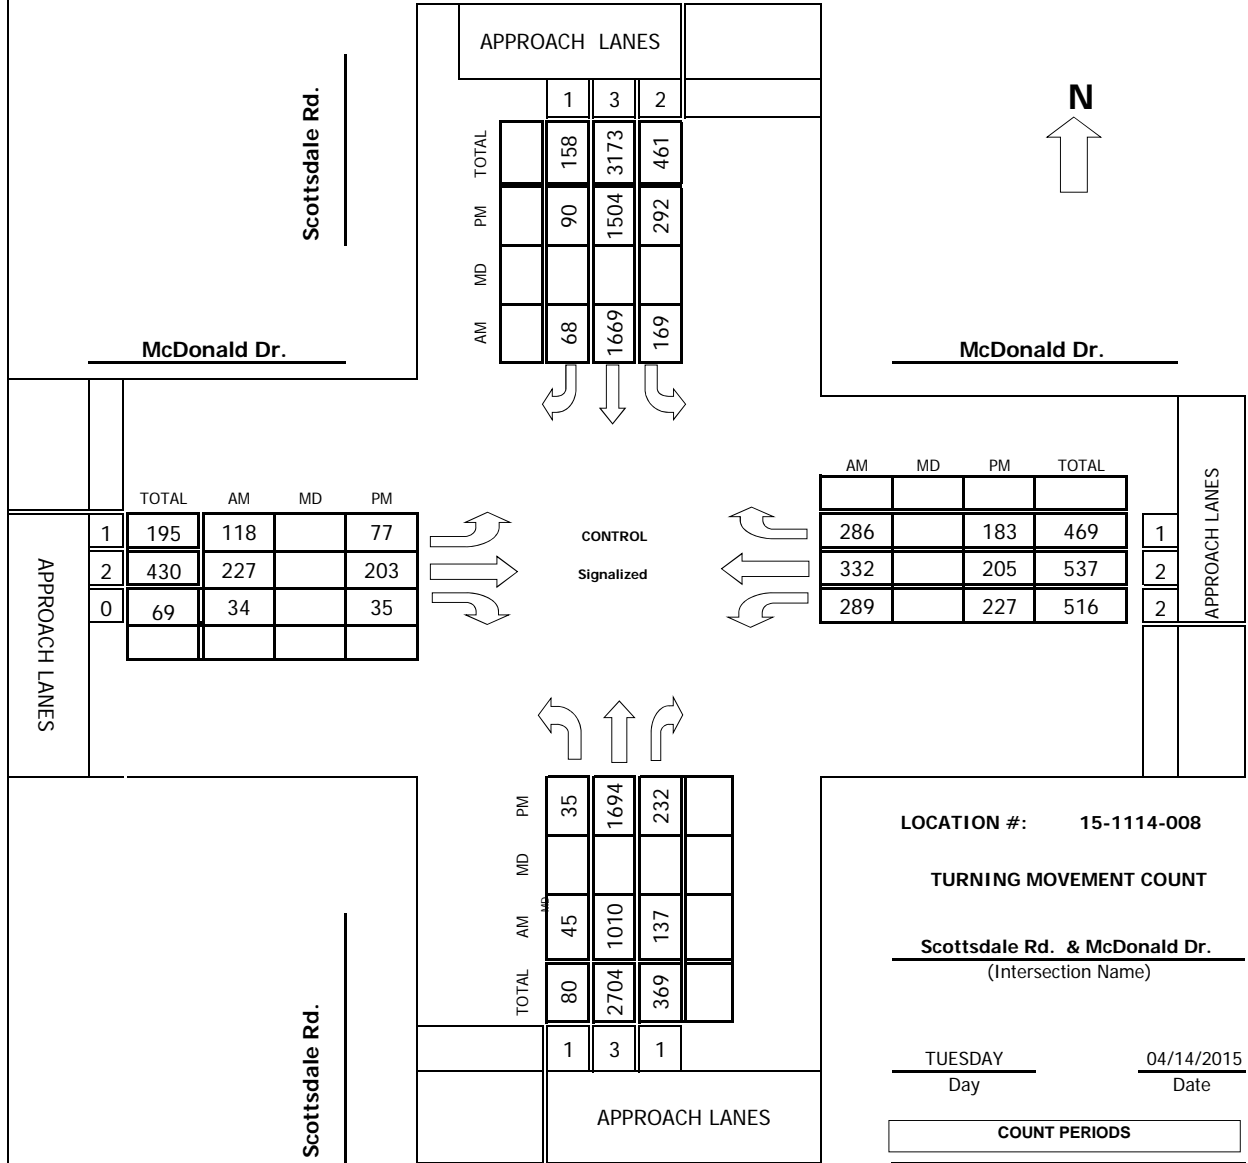 APPROACH LANES
1 3 2
Scottsdale Rd.
N
TOTAL 158 3173 461
PM 90 1504 292
MD
AM 68 1669 169
McDonald Dr.
McDonald Dr.
AM MD PM TOTAL
TOTAL AM MD PM
1 195 118 77
2 430 227 203
0 69 34 35
APPROACH LANES
CONTROL
Signalized
286 183 469 1
332 205 537 2
289 227 516 2
APPROACH LANES
PM 35 1694 232
MD
MD
AM 45 1010 137
TOTAL 80 2704 369
1 3 1
APPROACH LANES
Scottsdale Rd.
LOCATION #: 15-1114-008
TURNING MOVEMENT COUNT
Scottsdale Rd. & McDonald Dr.
(Intersection Name)
TUESDAY 04/14/2015
Day Date
COUNT PERIODS